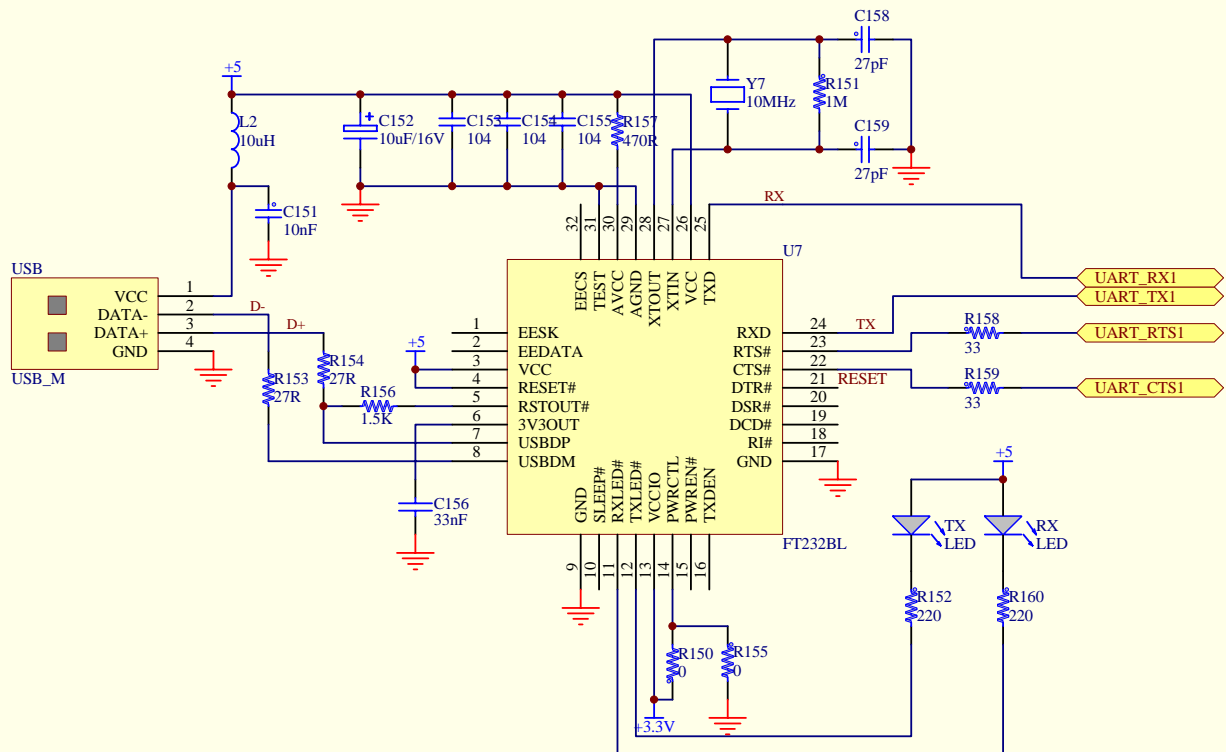 C158
27pF
+5
Y7
10MHz
R151
1M
L2
10uH
C152
10uF/16V
C153
104
C154
104
C155
104
R157
470R
C159
27pF
C151
10nF
RX
32
31
30
29
28
27
26
25
USB
U7
EECS
TEST
AVCC
AGND
XTOUT
XTIN
VCC
TXD
UART_RX1
UART_TX1
VCC
DATA-
DATA+
GND
1
2
3
4
D-
D+
USB_M
1
2
3
4
5
6
7
8
EESK
EEDATA
VCC
RESET#
RSTOUT#
3V3OUT
USBDP
USBDM
+5
R154
27R
R153
27R
R156
1.5K
RXD
RTS#
CTS#
DTR#
DSR#
DCD#
RI#
GND
24
23
22
21
20
19
18
17
TX
R158
33
UART_RTS1
RESET
R159
33
UART_CTS1
+5
C156
33nF
GND
SLEEP#
RXLED#
TXLED#
VCCIO
PWRCTL
PWREN#
TXDEN
FT232BL
TX
LED
RX
LED
9
10
11
12
13
14
15
16
R152
220
R160
220
R150
0
R155
0
+3.3V